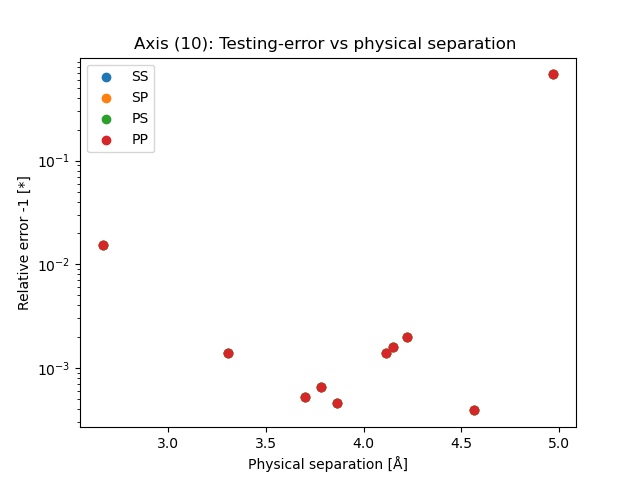 Axis (10): Testing-error vs physical separation
SS
SP
PS
PP
Relative error -1 [*]
10⁻¹
10⁻²
10⁻³
3.0 3.5 4.0 4.5 5.0
Physical separation [Å]